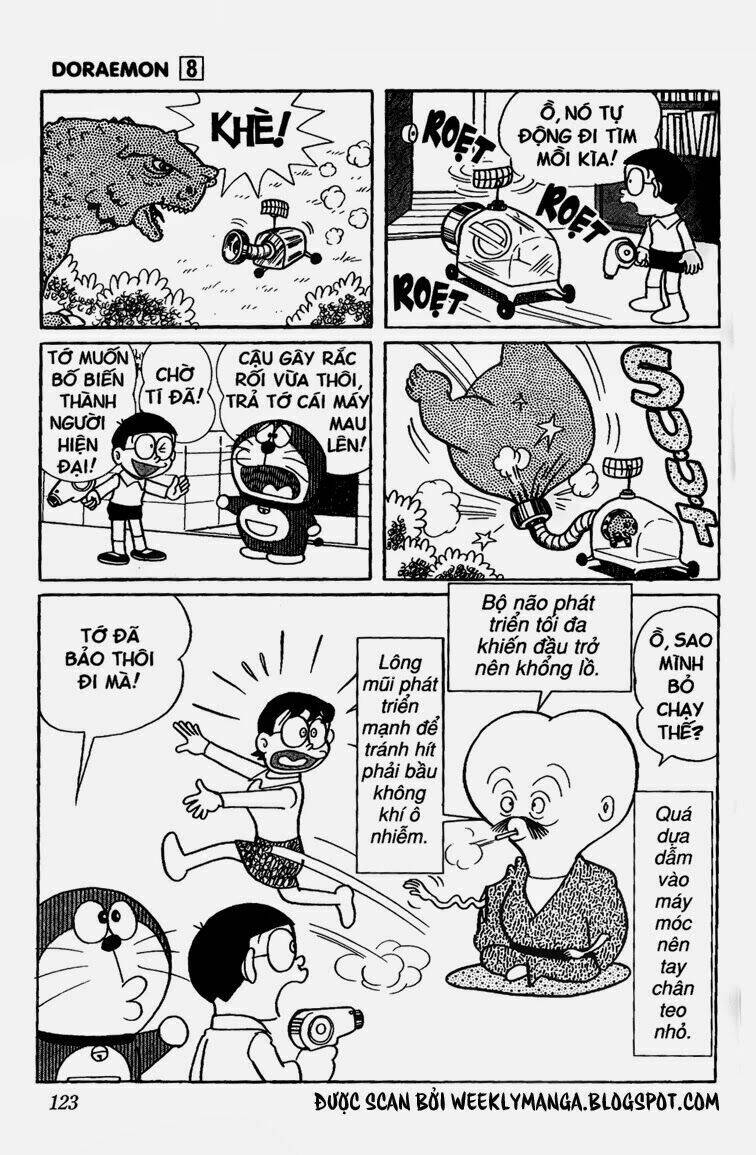 DORAEMON 8
KHÈ!
Ồ, NÓ TỰ
ĐỘNG ĐI TÌM
MỒI KÌA!
ROẸT
ROẸT
ROẸT
TỚ MUỐN
BỐ BIẾN
THÀNH
NGƯỜI
HIỆN
ĐẠI!
CHỜ
TÍ ĐÃ!
CẬU GÂY RẮC
RỐI VỪA THÔI,
TRẢ TỚ CÁI MÁY
MAU
LÊN!
SU..U..T
TỚ ĐÃ
BẢO THÔI
ĐI MÀ!
Lông
mũi phát
triển
mạnh để
tránh hít
phải bầu
không
khí ô
nhiễm.
Bộ não phát
triển tối đa
khiến đầu trở
nên khổng lồ.
Ồ, SAO
MÌNH
BỎ
CHẠY
THẾ?
Quá
dựa
dẫm
vào
máy
móc
nên
tay
chân
teo
nhỏ.
123
ĐƯỢC SCAN BỞI WEEKLYMANGA.BLOGSPOT.COM